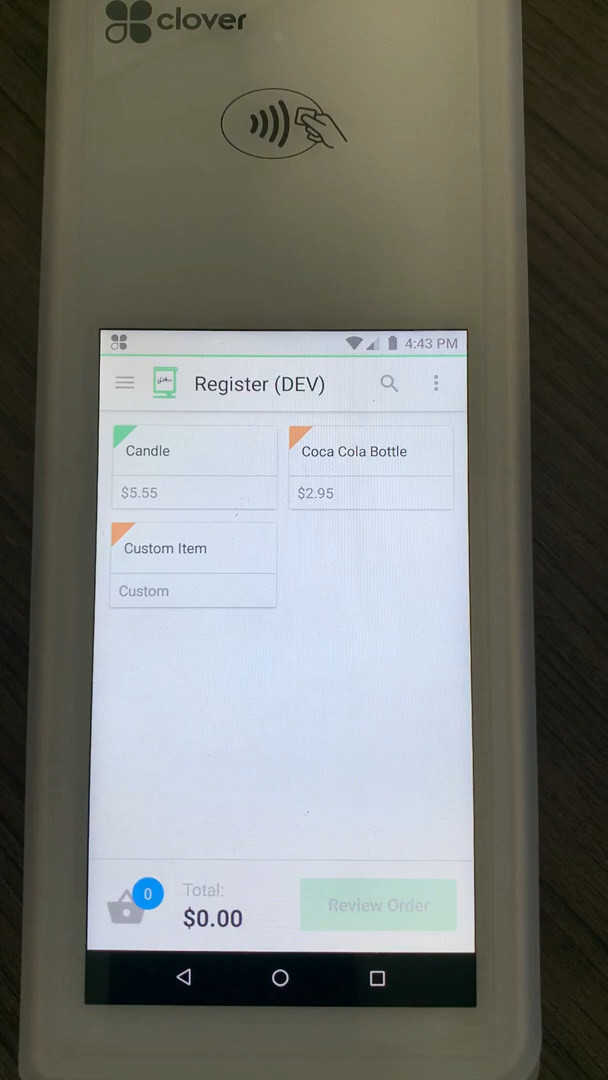 clover
4:43 PM
Register (DEV)
Candle
Coca Cola Bottle
$5.55
$2.95
Custom Item
Custom
0
Total:
$0.00
Review Order